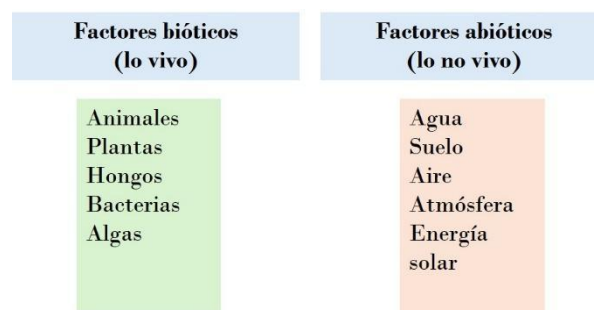 Factores bióticos
(lo vivo)
Animales
Plantas
Hongos
Bacterias
Algas
Factores abióticos
(lo no vivo)
Agua
Suelo
Aire
Atmósfera
Energía
solar